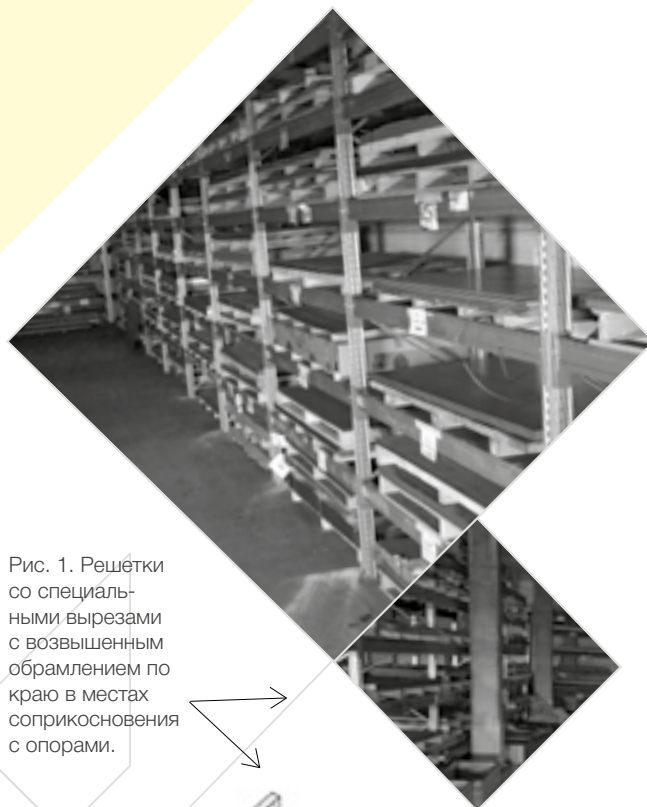 Рис. 1. Решетки
со специаль-
ными вырезами
с возвышенным
обрамлением по
краю в местах
соприкосновения
с опорами.